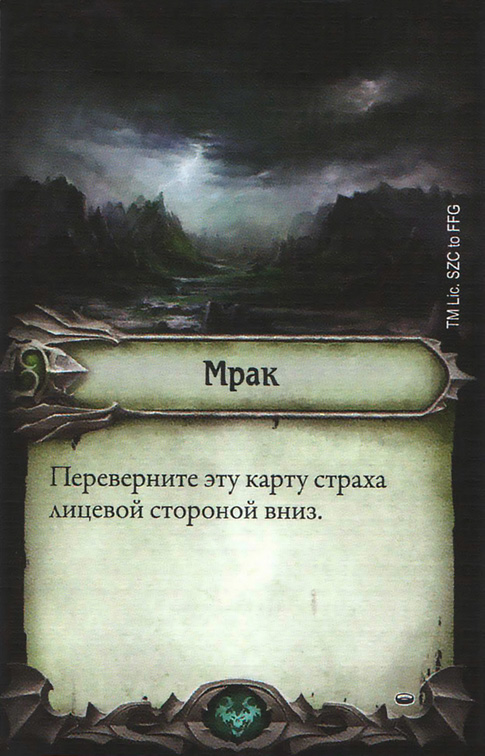 TM Lic. SZC to FFG
Мрак
Переверните эту карту страха
лицевой стороной вниз.